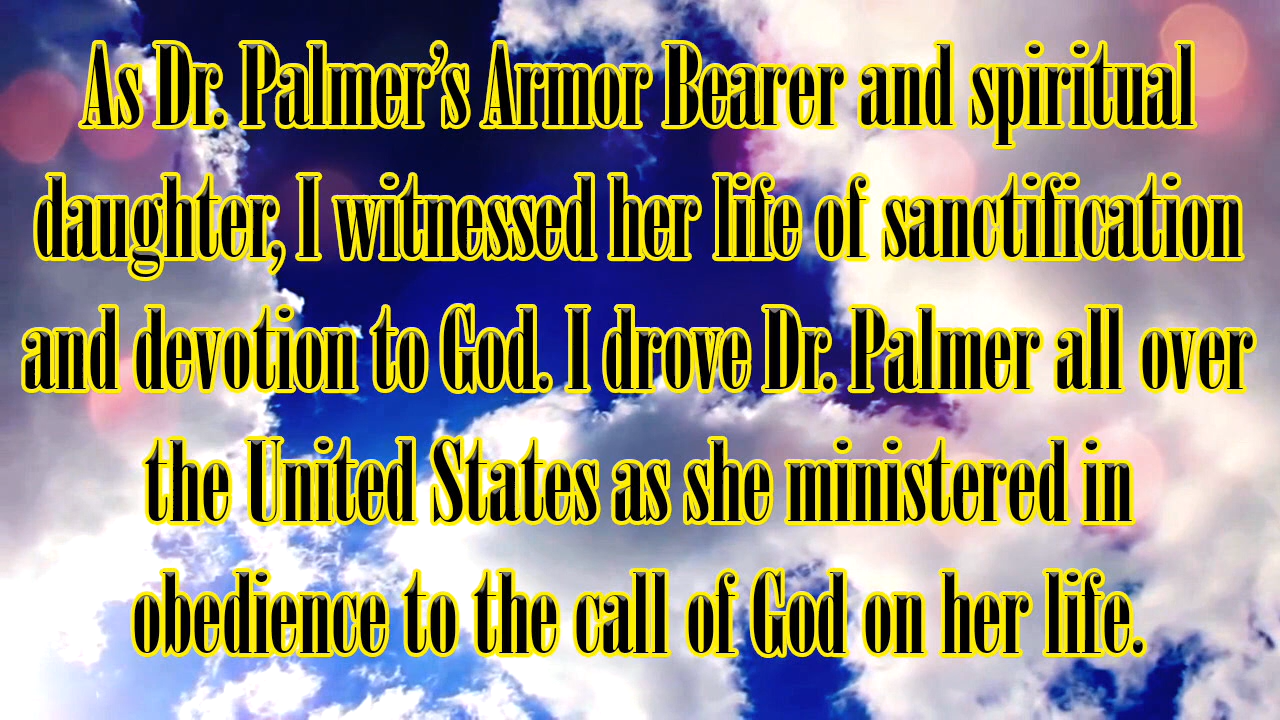 As Dr. Palmer’s Armor Bearer and spiritual
daughter, I witnessed her life of sanctification
and devotion to God. I drove Dr. Palmer all over
the United States as she ministered in
obedience to the call of God on her life.